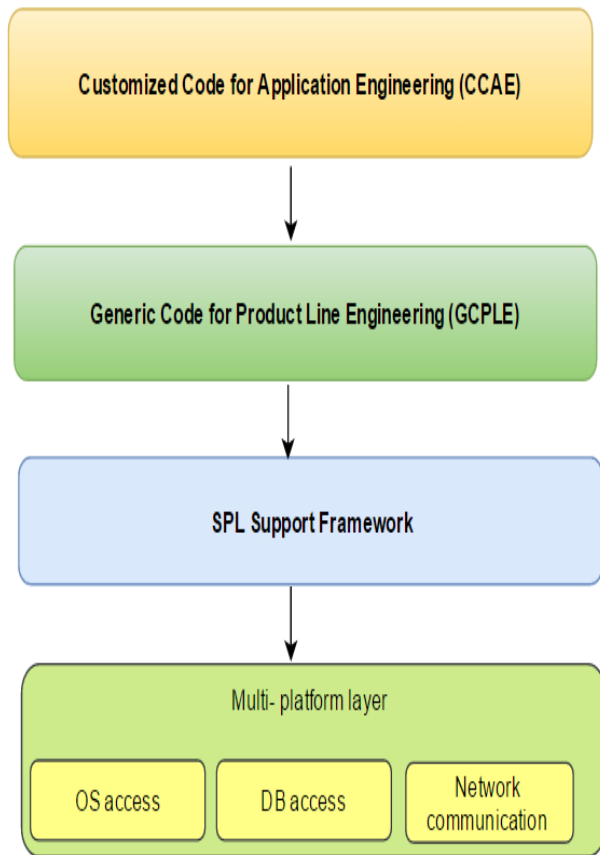 Customized Code for Application Engineering (CCAE)
Generic Code for Product Line Engineering (GCPLE)
SPL Support Framework
Multi- platform layer
OS access
DB access
Network
communication